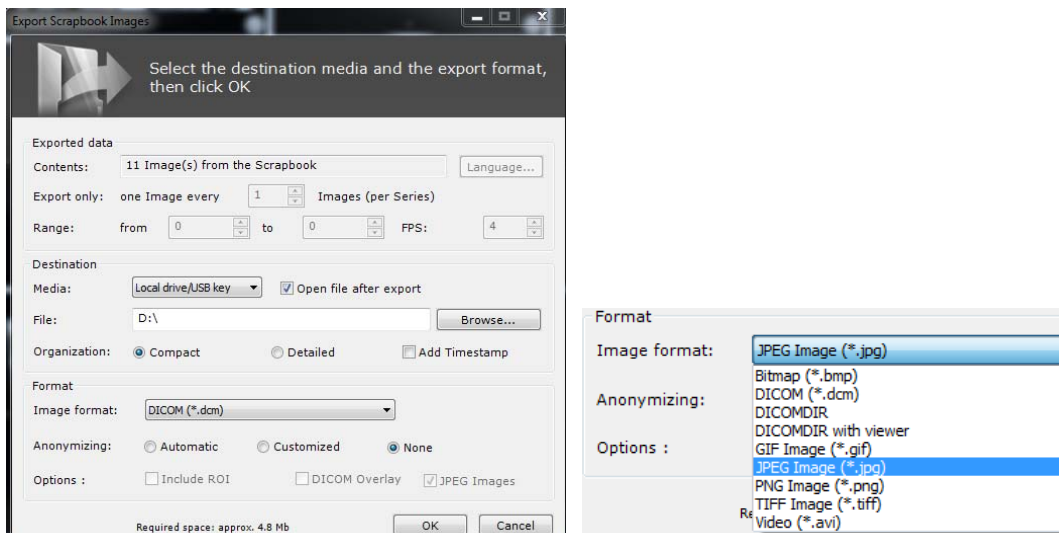 Export Scrapbook Images
Select the destination media and the export format,
then click OK
Exported data
Contents: 11 Image(s) from the Scrapbook Language...
Export only: one Image every 1 Images (per Series)
Range: from 0 to 0 FPS: 4
Destination
Media: Local drive/USB key Open file after export
File: D:\ Browse...
Organization: Compact Detailed Add Timestamp
Format
Image format: DICOM (*.dcm)
Anonymizing: Automatic Customized None
Options : Include ROI DICOM Overlay JPEG Images
Required space: approx. 4.8 Mb OK Cancel
Format
Image format: JPEG Image (*.jpg)
Bitmap (*.bmp)
Anonymizing: DICOM (*.dcm)
DICOMDIR
DICOMDIR with viewer
Options : GIF Image (*.gif)
JPEG Image (*.jpg)
PNG Image (*.png)
TIFF Image (*.tiff)
Re Video (*.avi)